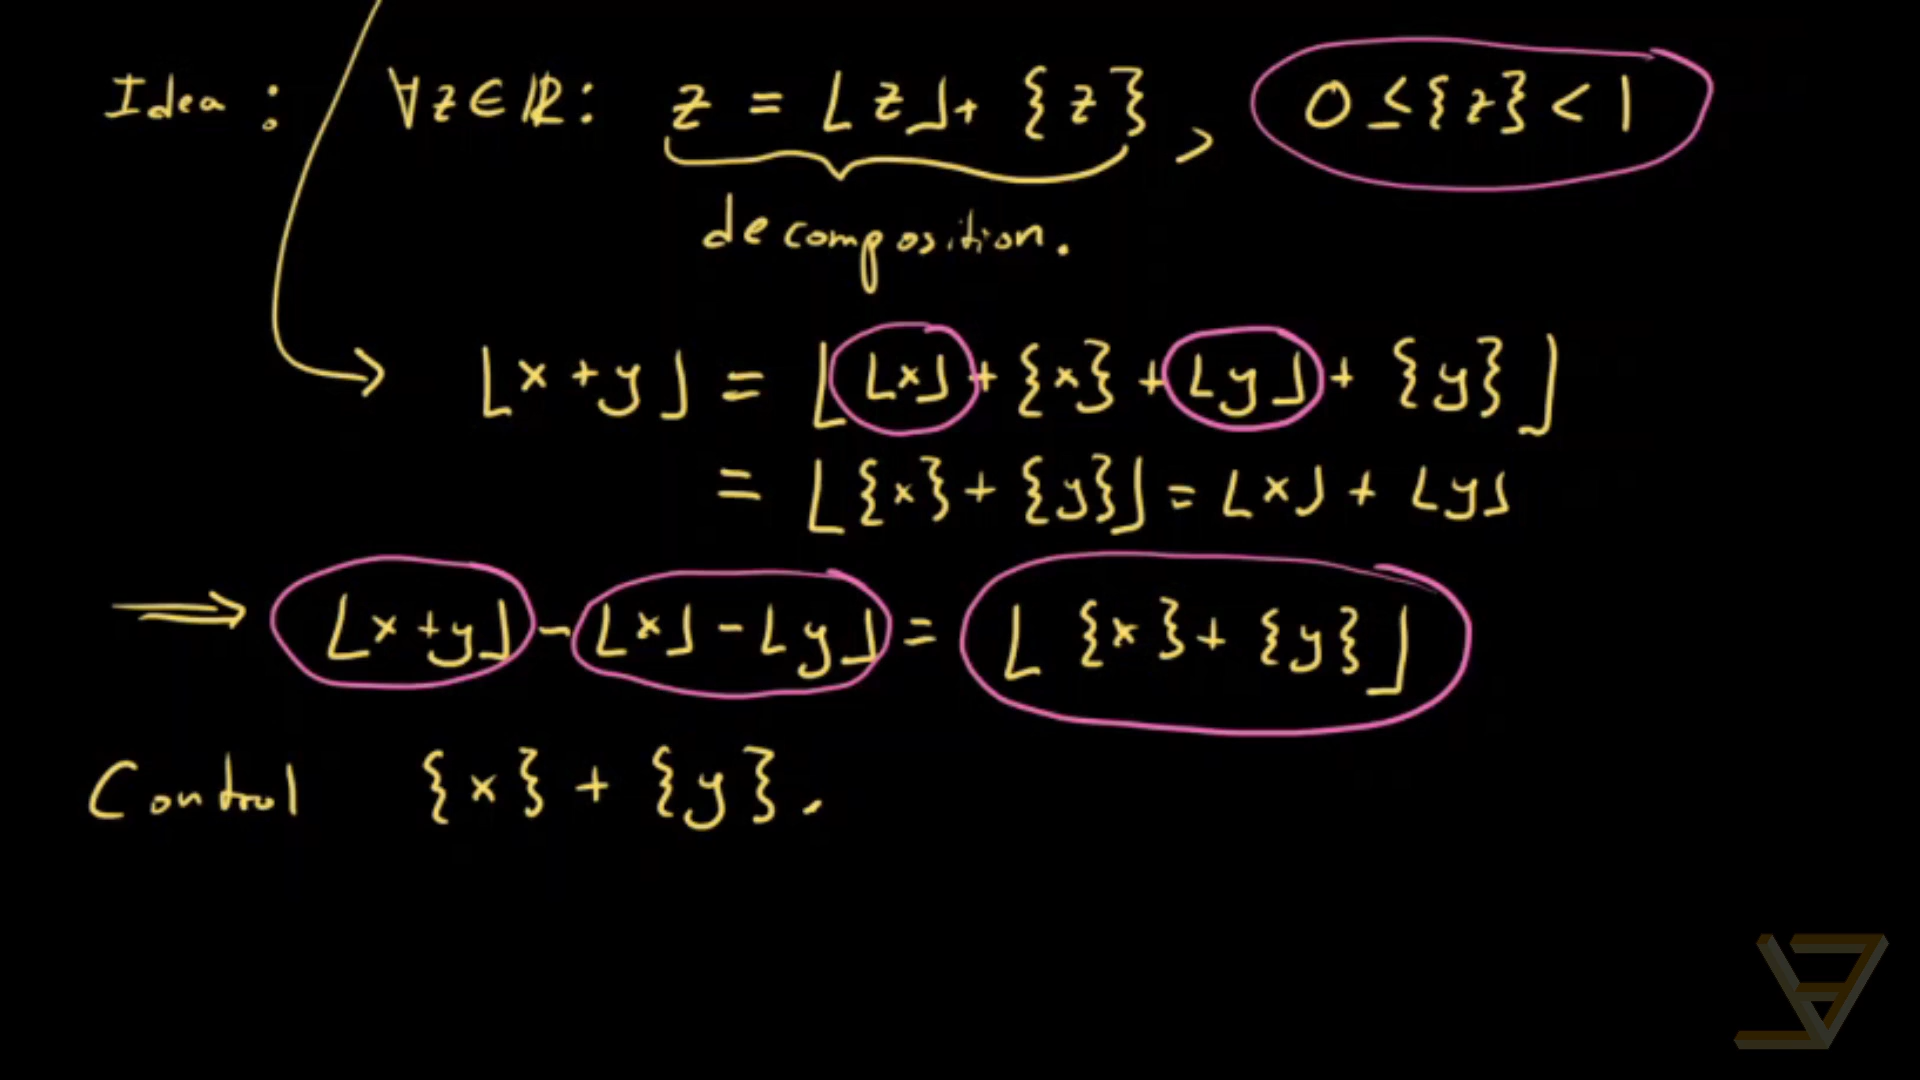 Idea : ∀z∈ℝ: z = ⌊z⌋+ {z} , 0 ≤ {z} < 1
decomposition.
⌊x+y⌋ = ⌊⌊x⌋ + {x} + ⌊y⌋ + {y}⌋
= ⌊{x} + {y}⌋ = ⌊x⌋ + ⌊y⌋
⟹ ⌊x+y⌋ - ⌊x⌋ - ⌊y⌋ = ⌊{x} + {y}⌋
Control {x} + {y}.